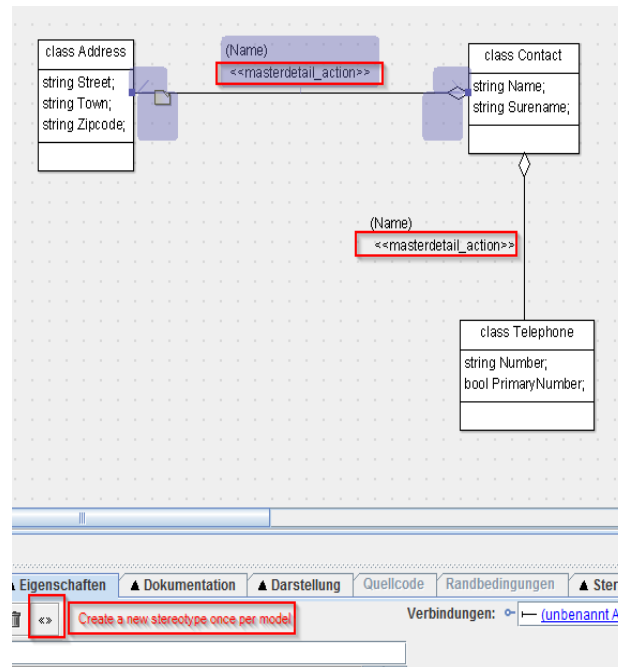 class Address
string Street;
string Town;
string Zipcode;
(Name)
<<masterdetail_action>>
class Contact
string Name;
string Surename;
(Name)
<<masterdetail_action>>
class Telephone
string Number;
bool PrimaryNumber;
Eigenschaften
Dokumentation
Darstellung
Quellcode
Randbedingungen
Ster
«» Create a new stereotype once per model
Verbindungen: (unbenannt A